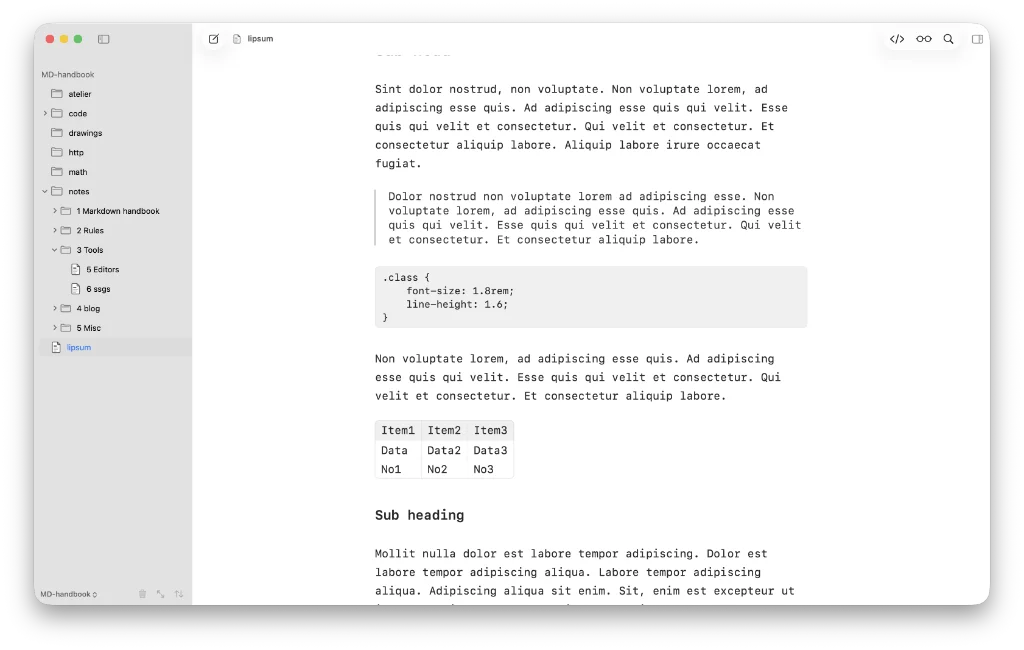 lipsum
MD-handbook
atelier
code
drawings
http
math
notes
1 Markdown handbook
2 Rules
3 Tools
5 Editors
6 ssgs
4 blog
5 Misc
lipsum
MD-handbook
Sint dolor nostrud, non voluptate. Non voluptate lorem, ad
adipiscing esse quis. Ad adipiscing esse quis qui velit. Esse
quis qui velit et consectetur. Qui velit et consectetur. Et
consectetur aliquip labore. Aliquip labore irure occaecat
fugiat.
Dolor nostrud non voluptate lorem ad adipiscing esse. Non
voluptate lorem, ad adipiscing esse quis. Ad adipiscing esse
quis qui velit. Esse quis qui velit et consectetur. Qui velit
et consectetur. Et consectetur aliquip labore.
.class {
    font-size: 1.8rem;
    line-height: 1.6;
}
Non voluptate lorem, ad adipiscing esse quis. Ad adipiscing
esse quis qui velit. Esse quis qui velit et consectetur. Qui
velit et consectetur. Et consectetur aliquip labore.
Item1 Item2 Item3
Data Data2 Data3
No1 No2 No3
Sub heading
Mollit nulla dolor est labore tempor adipiscing. Dolor est
labore tempor adipiscing aliqua. Labore tempor adipiscing
aliqua. Adipiscing aliqua sit enim. Sit, enim est excepteur ut